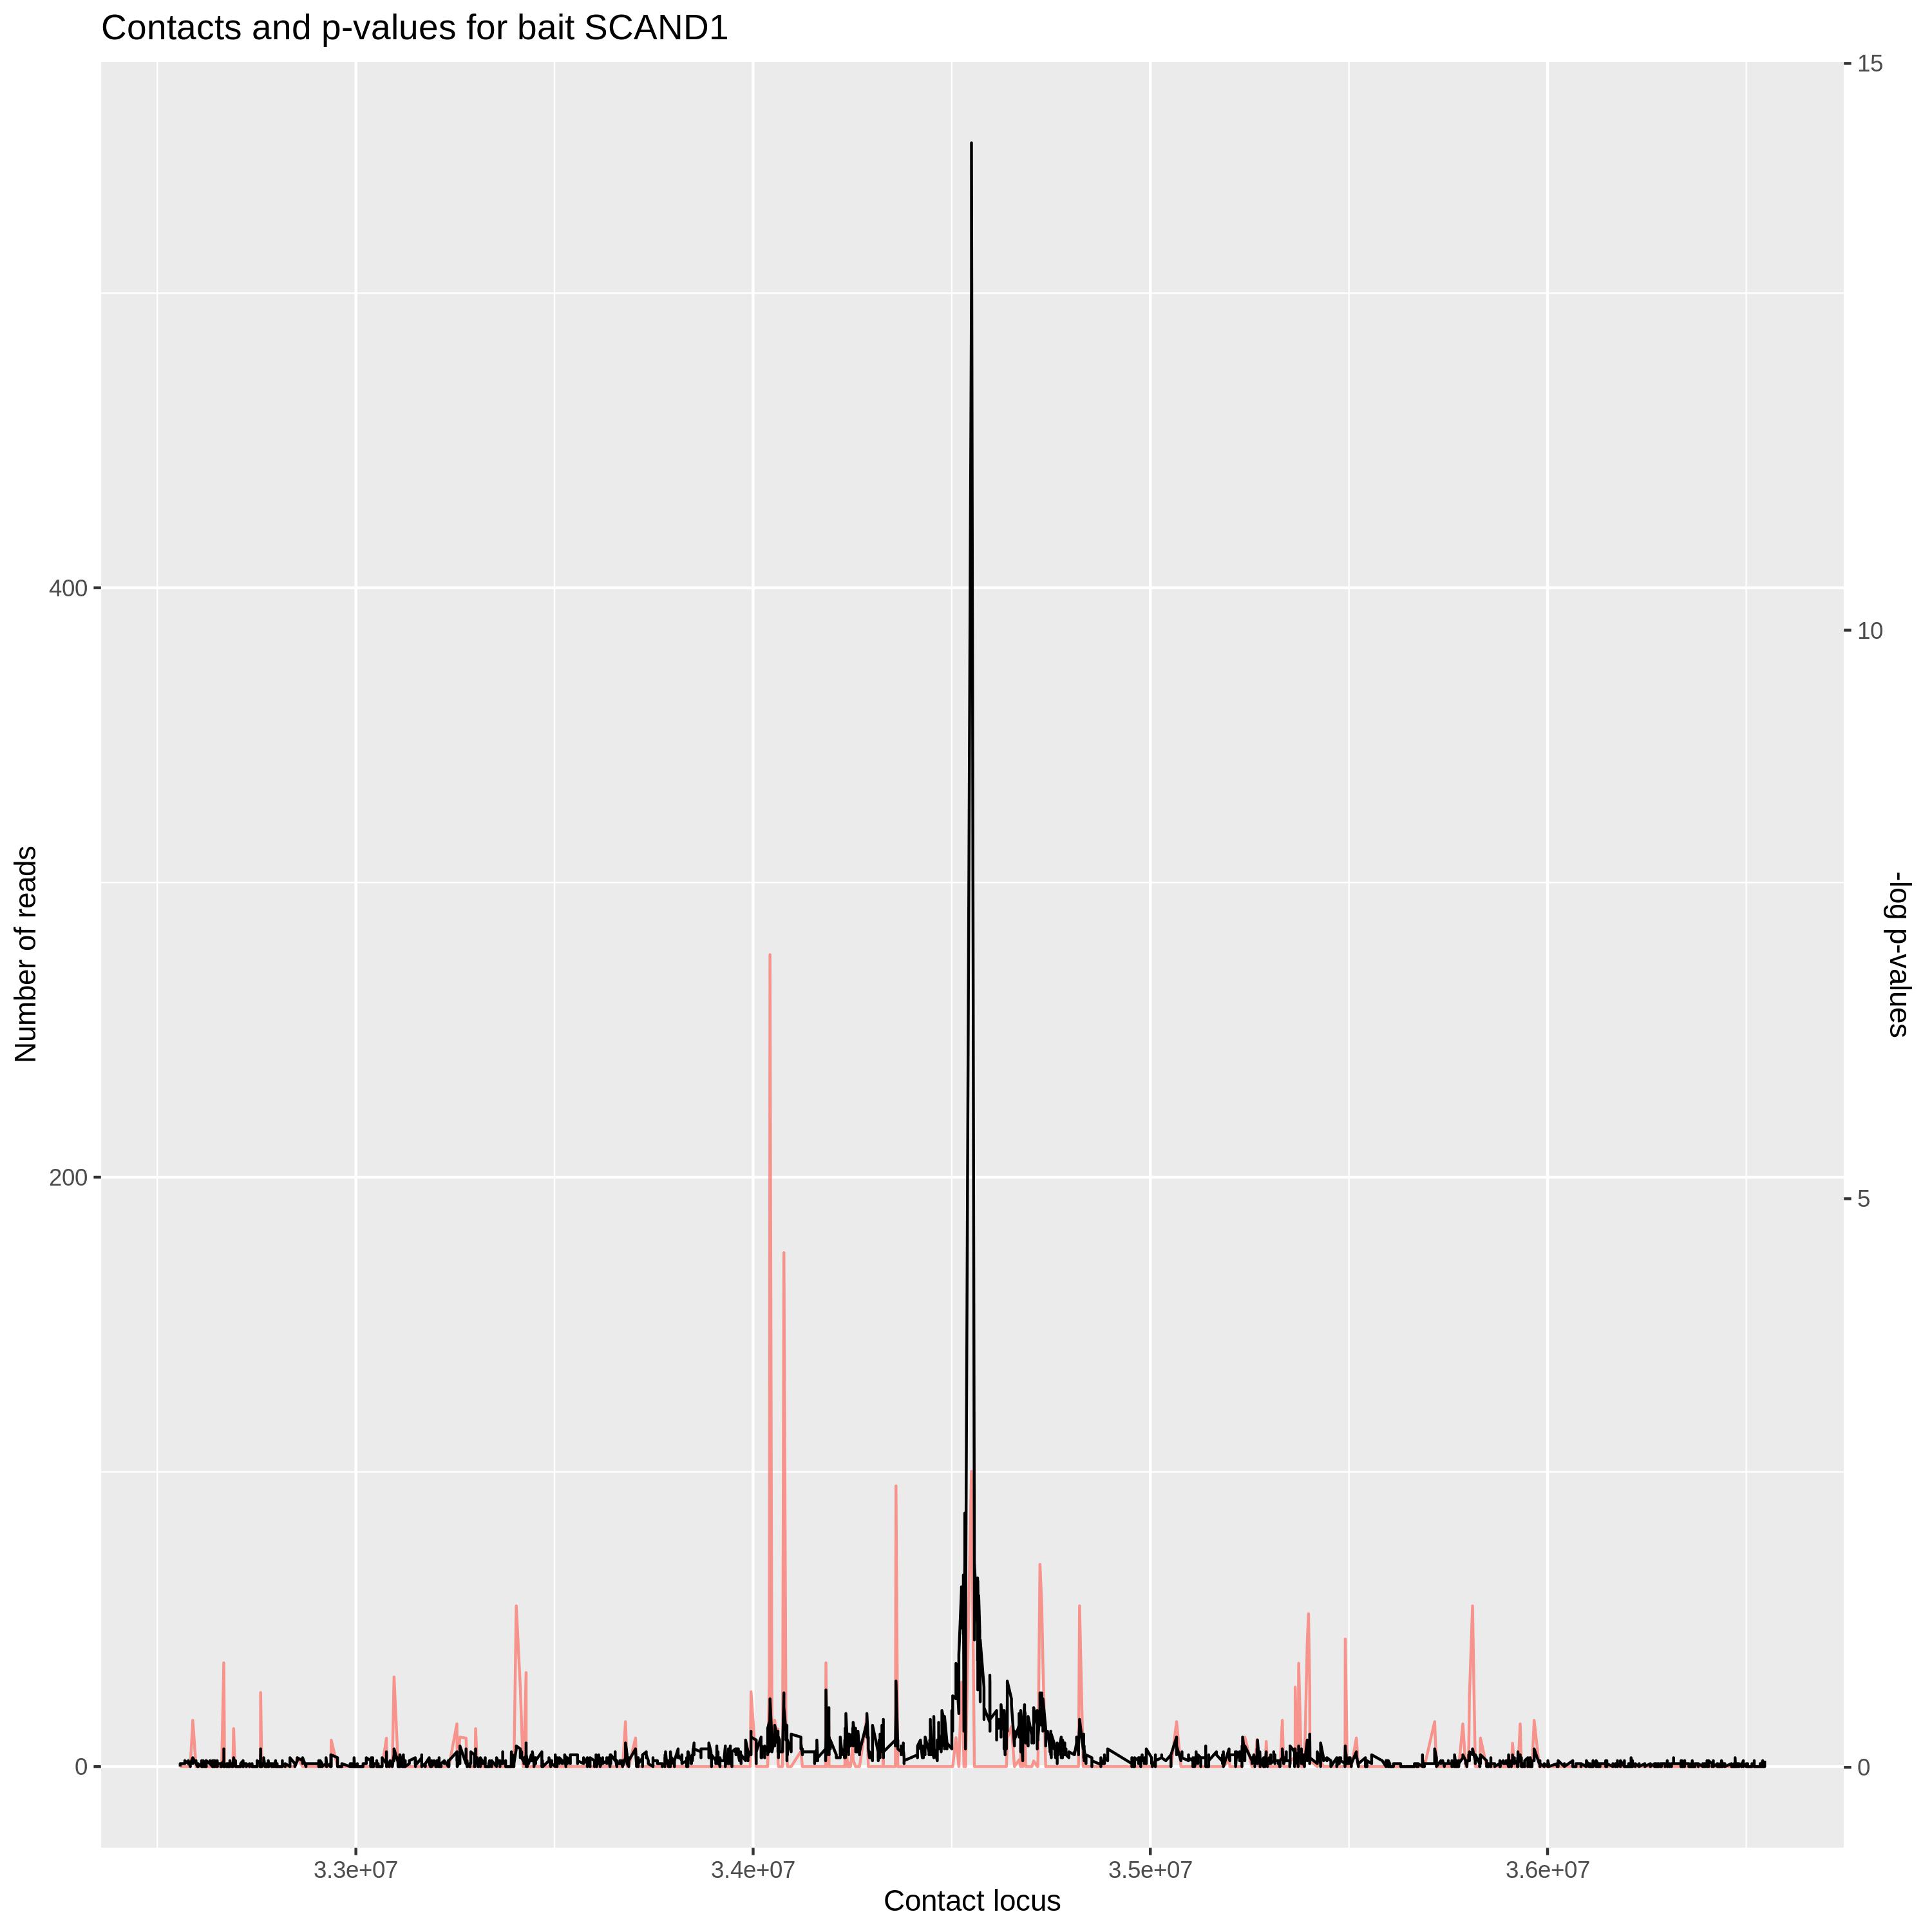 Contacts and p-values for bait SCAND1
15
400
10
Number of reads
-log p-values
200
5
0
0
3.3e+07
3.4e+07
3.5e+07
3.6e+07
Contact locus